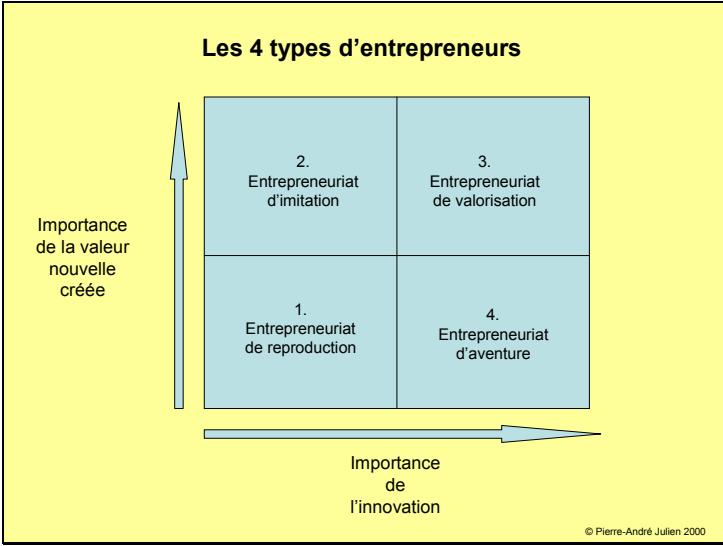 Les 4 types d’entrepreneurs
2.
Entrepreneuriat
d’imitation
3.
Entrepreneuriat
de valorisation
Importance
de la valeur
nouvelle
créée
1.
Entrepreneuriat
de reproduction
4.
Entrepreneuriat
d’aventure
Importance
de
l’innovation
© Pierre-André Julien 2000